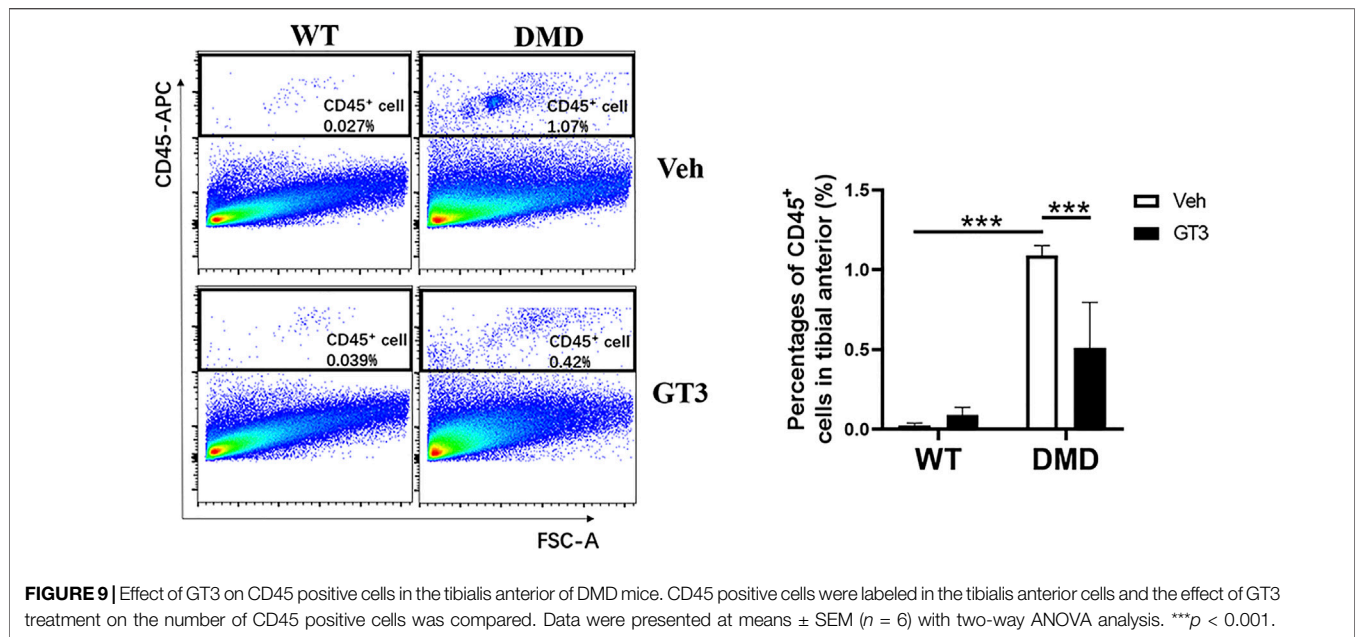 WT DMD
CD45-APC
CD45⁺ cell
0.027%
CD45⁺ cell
1.07%
Veh
CD45⁺ cell
0.039%
CD45⁺ cell
0.42%
GT3
FSC-A
Percentages of CD45⁺
cells in tibial anterior (%)
1.5
1.0
0.5
0.0
*** ***
WT DMD
Veh
GT3
FIGURE 9 | Effect of GT3 on CD45 positive cells in the tibialis anterior of DMD mice. CD45 positive cells were labeled in the tibialis anterior cells and the effect of GT3
treatment on the number of CD45 positive cells was compared. Data were presented at means ± SEM (n = 6) with two-way ANOVA analysis. ***p < 0.001.